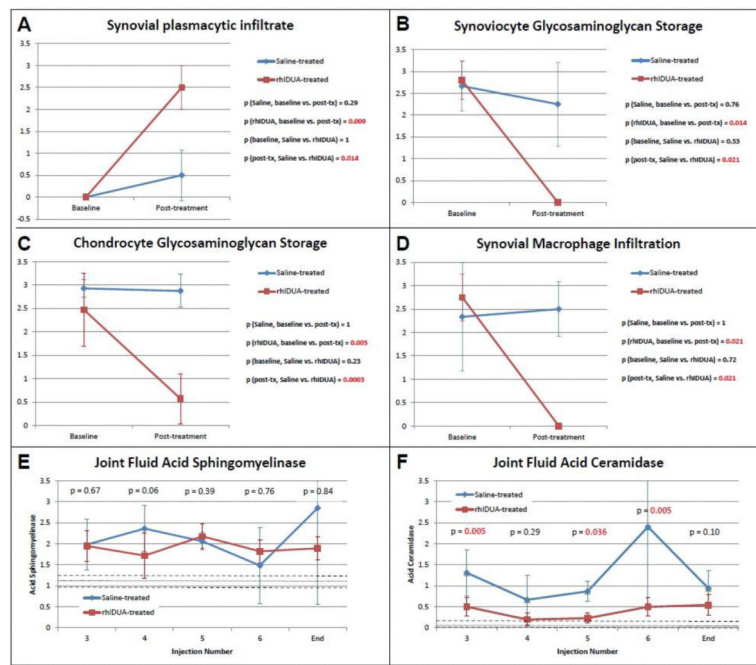 A
Synovial plasmacytic infiltrate
3.5
3
2.5
2
1.5
1
0.5
0
-0.5
Baseline
Post-treatment
Saline-treated
rhIDUA-treated
p (Saline, baseline vs. post-tx) = 0.29
p (rhIDUA, baseline vs. post-tx) = 0.009
p (baseline, Saline vs. rhIDUA) = 1
p (post-tx, Saline vs. rhIDUA) = 0.014
B
Synoviocyte Glycosaminoglycan Storage
3.5
3
2.5
2
1.5
1
0.5
0
Baseline
Post-treatment
Saline-treated
rhIDUA-treated
p (Saline, baseline vs. post-tx) = 0.76
p (rhIDUA, baseline vs. post-tx) = 0.014
p (baseline, Saline vs. rhIDUA) = 0.53
p (post-tx, Saline vs. rhIDUA) = 0.021
C
Chondrocyte Glycosaminoglycan Storage
3.5
3
2.5
2
1.5
1
0.5
0
Baseline
Post-treatment
Saline-treated
rhIDUA-treated
p (Saline, baseline vs. post-tx) = 1
p (rhIDUA, baseline vs. post-tx) = 0.005
p (baseline, Saline vs. rhIDUA) = 0.23
p (post-tx, Saline vs. rhIDUA) = 0.0003
D
Synovial Macrophage Infiltration
3.5
3
2.5
2
1.5
1
0.5
0
Baseline
Post-treatment
Saline-treated
rhIDUA-treated
p (Saline, baseline vs. post-tx) = 1
p (rhIDUA, baseline vs. post-tx) = 0.021
p (baseline, Saline vs. rhIDUA) = 0.72
p (post-tx, Saline vs. rhIDUA) = 0.021
E
Joint Fluid Acid Sphingomyelinase
Acid Sphingomyelinase
3.5
3
2.5
2
1.5
1
0.5
0
p = 0.67
p = 0.06
p = 0.39
p = 0.76
p = 0.84
Saline-treated
rhIDUA-treated
3
4
5
6
End
Injection Number
F
Joint Fluid Acid Ceramidase
Acid Ceramidase
3.5
3
2.5
2
1.5
1
0.5
0
Saline-treated
rhIDUA-treated
p = 0.005
p = 0.29
p = 0.036
p = 0.005
p = 0.10
3
4
5
6
End
Injection Number